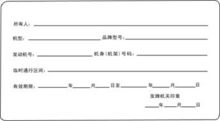 所有人：
机型： 品牌型号：
发动机号： 机身（机架）号码：
临时通行区间：
有效期限： 年 月 日至 年 月 日
发牌机关印章
年 月 日